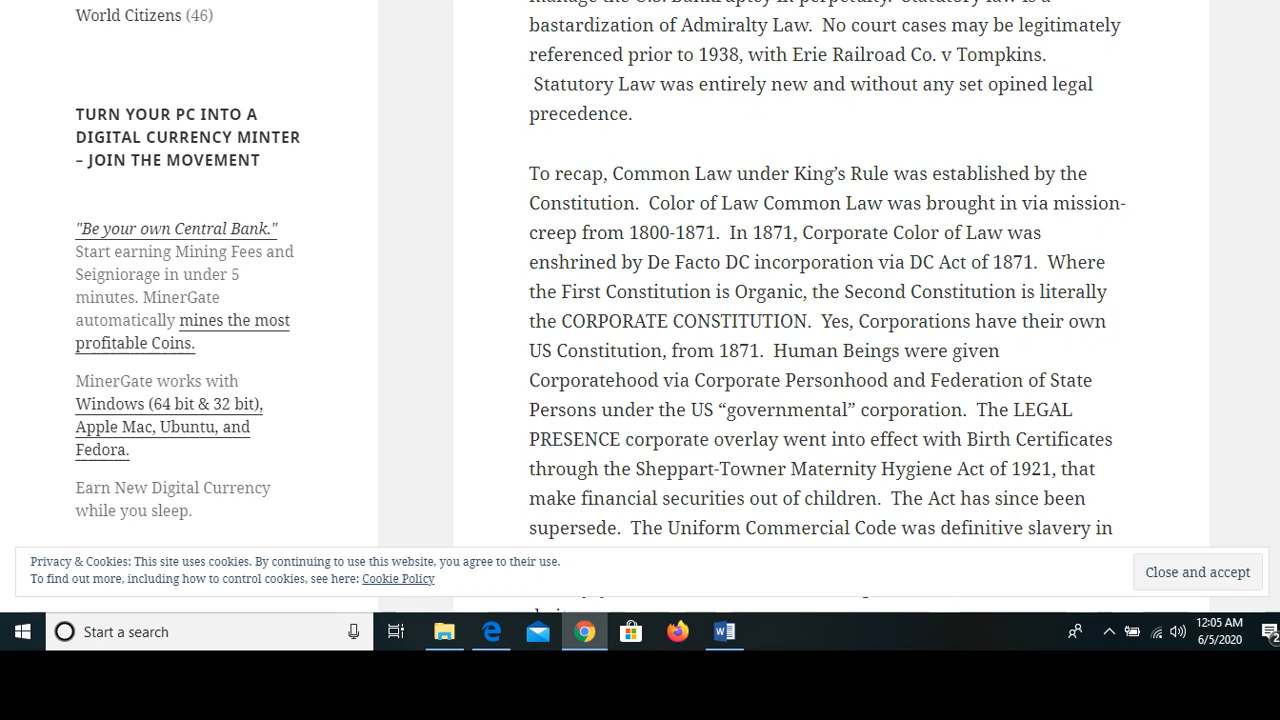 World Citizens (46)
TURN YOUR PC INTO A
DIGITAL CURRENCY MINTER
– JOIN THE MOVEMENT
"Be your own Central Bank."
Start earning Mining Fees and
Seigniorage in under 5
minutes. MinerGate
automatically mines the most
profitable Coins.
MinerGate works with
Windows (64 bit & 32 bit),
Apple Mac, Ubuntu, and
Fedora.
Earn New Digital Currency
while you sleep.
bastardization of Admiralty Law.  No court cases may be legitimately
referenced prior to 1938, with Erie Railroad Co. v Tompkins.
Statutory Law was entirely new and without any set opined legal
precedence.
To recap, Common Law under King’s Rule was established by the
Constitution.  Color of Law Common Law was brought in via mission-
creep from 1800-1871.  In 1871, Corporate Color of Law was
enshrined by De Facto DC incorporation via DC Act of 1871.  Where
the First Constitution is Organic, the Second Constitution is literally
the CORPORATE CONSTITUTION.  Yes, Corporations have their own
US Constitution, from 1871.  Human Beings were given
Corporatehood via Corporate Personhood and Federation of State
Persons under the US “governmental” corporation.  The LEGAL
PRESENCE corporate overlay went into effect with Birth Certificates
through the Sheppart-Towner Maternity Hygiene Act of 1921, that
make financial securities out of children.  The Act has since been
supersede.  The Uniform Commercial Code was definitive slavery in
Privacy & Cookies: This site uses cookies. By continuing to use this website, you agree to their use.
To find out more, including how to control cookies, see here: Cookie Policy
Close and accept
Start a search
12:05 AM
6/5/2020
2